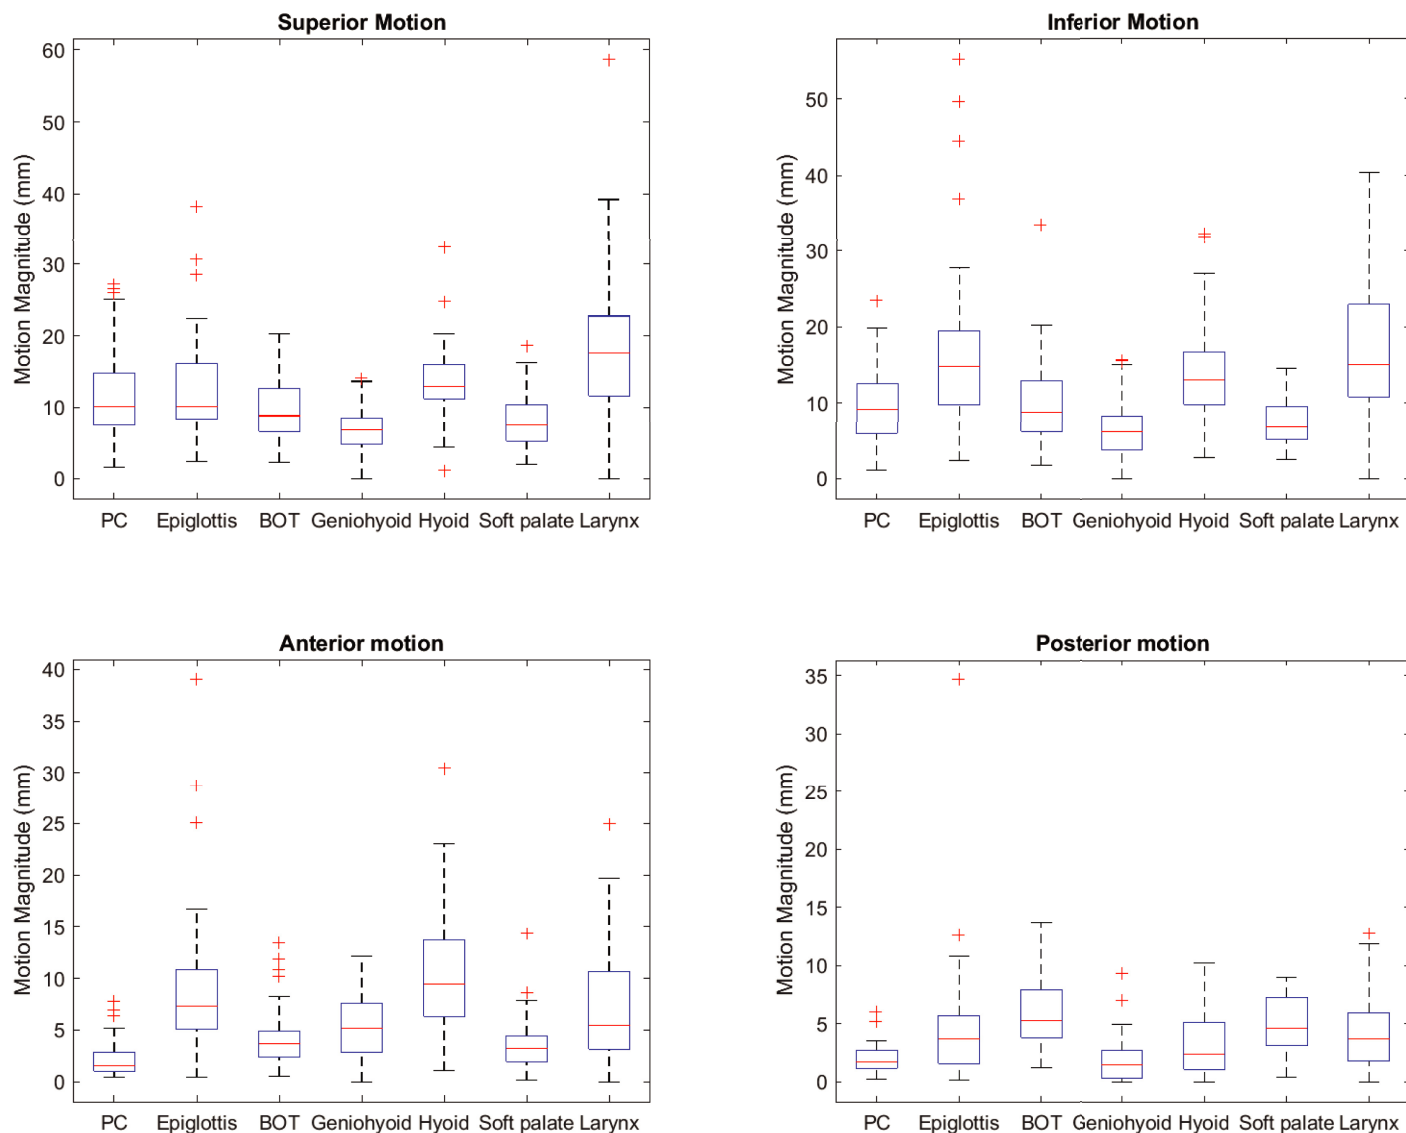 Superior Motion
60
50
40
30
20
10
0
Motion Magnitude (mm)
PC Epiglottis BOT Geniohyoid Hyoid Soft palate Larynx
Inferior Motion
50
40
30
20
10
0
Motion Magnitude (mm)
PC Epiglottis BOT Geniohyoid Hyoid Soft palate Larynx
Anterior motion
40
35
30
25
20
15
10
5
0
Motion Magnitude (mm)
PC Epiglottis BOT Geniohyoid Hyoid Soft palate Larynx
Posterior motion
35
30
25
20
15
10
5
0
Motion Magnitude (mm)
PC Epiglottis BOT Geniohyoid Hyoid Soft palate Larynx